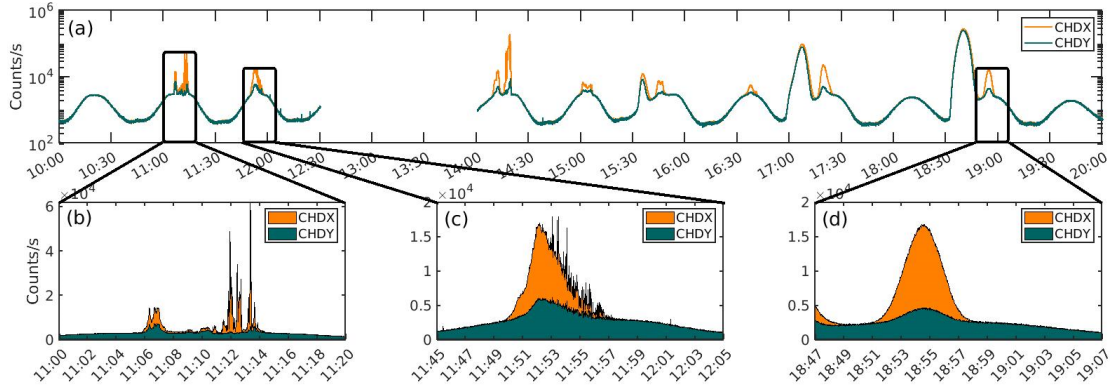 (a)
CHDX
CHDY
Counts/s
10^6
10^4
10^2
10:00 10:30 11:00 11:30 12:00 12:30 13:00 13:30 14:00 14:30 15:00 15:30 16:00 16:30 17:00 17:30 18:00 18:30 19:00 19:30 20:00
×10^4
(b)
CHDX
CHDY
Counts/s
6
4
2
0
11:00 11:02 11:04 11:06 11:08 11:10 11:12 11:14 11:16 11:18 11:20
2 ×10^4
(c)
CHDX
CHDY
1.5
1
0.5
0
11:45 11:47 11:49 11:51 11:53 11:55 11:57 11:59 12:01 12:03 12:05
2 ×10^4
(d)
CHDX
CHDY
1.5
1
0.5
0
18:47 18:49 18:51 18:53 18:55 18:57 18:59 19:01 19:03 19:05 19:07